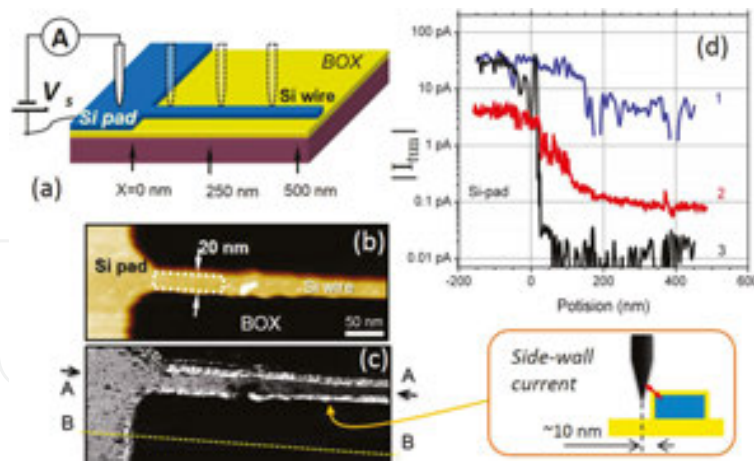 A
V s
BOX
Si wire
Si pad
(a)
X=0 nm
250 nm
500 nm
(b)
20 nm
Si pad
Si wire
BOX
50 nm
(c)
A
A
B
B
(d)
100 pA
10 pA
1 pA
0.1 pA
0.01 pA
|I tun|
Si-pad
1
2
3
-200
0
200
400
Potision (nm)
Side-wall
current
~10 nm